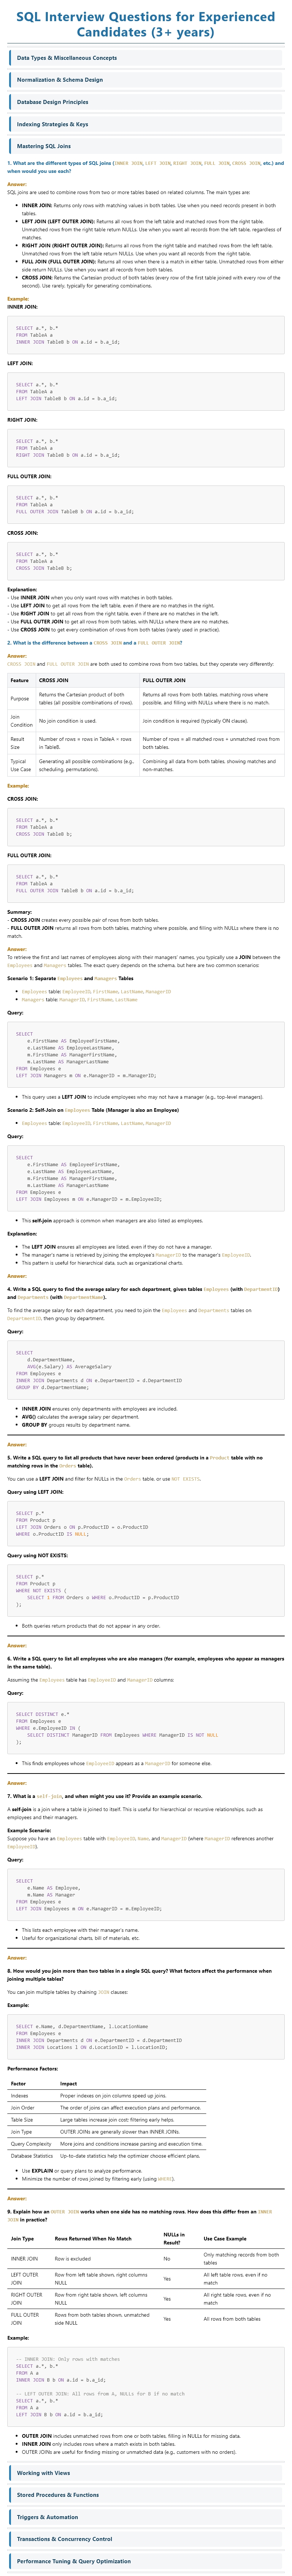 SQL Interview Questions for Experienced
Candidates (3+ years)
Data Types & Miscellaneous Concepts
Normalization & Schema Design
Database Design Principles
Indexing Strategies & Keys
Mastering SQL Joins
1. What are the different types of SQL joins (INNER JOIN, LEFT JOIN, RIGHT JOIN, FULL JOIN, CROSS JOIN, etc.) and
when would you use each?
Answer:
SQL joins are used to combine rows from two or more tables based on related columns. The main types are:
• INNER JOIN: Returns only rows with matching values in both tables. Use when you need records present in both
tables.
• LEFT JOIN (LEFT OUTER JOIN): Returns all rows from the left table and matched rows from the right table.
Unmatched rows from the right table return NULLs. Use when you want all records from the left table, regardless of
matches.
• RIGHT JOIN (RIGHT OUTER JOIN): Returns all rows from the right table and matched rows from the left table.
Unmatched rows from the left table return NULLs. Use when you want all records from the right table.
• FULL JOIN (FULL OUTER JOIN): Returns all rows when there is a match in either table. Unmatched rows from either
side return NULLs. Use when you want all records from both tables.
• CROSS JOIN: Returns the Cartesian product of both tables (every row of the first table joined with every row of the
second). Use rarely, typically for generating combinations.
Example:
INNER JOIN:
SELECT a.*, b.*
FROM TableA a
INNER JOIN TableB b ON a.id = b.a_id;
LEFT JOIN:
SELECT a.*, b.*
FROM TableA a
LEFT JOIN TableB b ON a.id = b.a_id;
RIGHT JOIN:
SELECT a.*, b.*
FROM TableA a
RIGHT JOIN TableB b ON a.id = b.a_id;
FULL OUTER JOIN:
SELECT a.*, b.*
FROM TableA a
FULL OUTER JOIN TableB b ON a.id = b.a_id;
CROSS JOIN:
SELECT a.*, b.*
FROM TableA a
CROSS JOIN TableB b;
Explanation:
- Use INNER JOIN when you only want rows with matches in both tables.
- Use LEFT JOIN to get all rows from the left table, even if there are no matches in the right.
- Use RIGHT JOIN to get all rows from the right table, even if there are no matches in the left.
- Use FULL OUTER JOIN to get all rows from both tables, with NULLs where there are no matches.
- Use CROSS JOIN to get every combination of rows from both tables (rarely used in practice).
2. What is the difference between a CROSS JOIN and a FULL OUTER JOIN?
Answer:
CROSS JOIN and FULL OUTER JOIN are both used to combine rows from two tables, but they operate very differently:
Feature CROSS JOIN FULL OUTER JOIN
Purpose Returns the Cartesian product of both tables (all possible combinations of rows). Returns all rows from both tables, matching rows where possible, and filling with NULLs where there is no match.
Join Condition No join condition is used. Join condition is required (typically ON clause).
Result Size Number of rows = rows in TableA × rows in TableB. Number of rows = all matched rows + unmatched rows from both tables.
Typical Use Case Generating all possible combinations (e.g., scheduling, permutations). Combining all data from both tables, showing matches and non-matches.
Example:
CROSS JOIN:
SELECT a.*, b.*
FROM TableA a
CROSS JOIN TableB b;
FULL OUTER JOIN:
SELECT a.*, b.*
FROM TableA a
FULL OUTER JOIN TableB b ON a.id = b.a_id;
Summary:
- CROSS JOIN creates every possible pair of rows from both tables.
- FULL OUTER JOIN returns all rows from both tables, matching where possible, and filling with NULLs where there is no
match.
Answer:
To retrieve the first and last names of employees along with their managers' names, you typically use a JOIN between the
Employees and Managers tables. The exact query depends on the schema, but here are two common scenarios:
Scenario 1: Separate Employees and Managers Tables
• Employees table: EmployeeID, FirstName, LastName, ManagerID
• Managers table: ManagerID, FirstName, LastName
Query:
SELECT
e.FirstName AS EmployeeFirstName,
e.LastName AS EmployeeLastName,
m.FirstName AS ManagerFirstName,
m.LastName AS ManagerLastName
FROM Employees e
LEFT JOIN Managers m ON e.ManagerID = m.ManagerID;
• This query uses a LEFT JOIN to include employees who may not have a manager (e.g., top-level managers).
Scenario 2: Self-Join on Employees Table (Manager is also an Employee)
• Employees table: EmployeeID, FirstName, LastName, ManagerID
Query:
SELECT
e.FirstName AS EmployeeFirstName,
e.LastName AS EmployeeLastName,
m.FirstName AS ManagerFirstName,
m.LastName AS ManagerLastName
FROM Employees e
LEFT JOIN Employees m ON e.ManagerID = m.EmployeeID;
• This self-join approach is common when managers are also listed as employees.
Explanation:
• The LEFT JOIN ensures all employees are listed, even if they do not have a manager.
• The manager's name is retrieved by joining the employee's ManagerID to the manager's EmployeeID.
• This pattern is useful for hierarchical data, such as organizational charts.
Answer:
4. Write a SQL query to find the average salary for each department, given tables Employees (with DepartmentID)
and Departments (with DepartmentName).
To find the average salary for each department, you need to join the Employees and Departments tables on
DepartmentID, then group by department.
Query:
SELECT
d.DepartmentName,
AVG(e.Salary) AS AverageSalary
FROM Employees e
INNER JOIN Departments d ON e.DepartmentID = d.DepartmentID
GROUP BY d.DepartmentName;
• INNER JOIN ensures only departments with employees are included.
• AVG() calculates the average salary per department.
• GROUP BY groups results by department name.
Answer:
5. Write a SQL query to list all products that have never been ordered (products in a Product table with no
matching rows in the Orders table).
You can use a LEFT JOIN and filter for NULLs in the Orders table, or use NOT EXISTS.
Query using LEFT JOIN:
SELECT p.*
FROM Product p
LEFT JOIN Orders o ON p.ProductID = o.ProductID
WHERE o.ProductID IS NULL;
Query using NOT EXISTS:
SELECT p.*
FROM Product p
WHERE NOT EXISTS (
SELECT 1 FROM Orders o WHERE o.ProductID = p.ProductID
);
• Both queries return products that do not appear in any order.
Answer:
6. Write a SQL query to list all employees who are also managers (for example, employees who appear as managers
in the same table).
Assuming the Employees table has EmployeeID and ManagerID columns:
Query:
SELECT DISTINCT e.*
FROM Employees e
WHERE e.EmployeeID IN (
SELECT DISTINCT ManagerID FROM Employees WHERE ManagerID IS NOT NULL
);
• This finds employees whose EmployeeID appears as a ManagerID for someone else.
Answer:
7. What is a self-join, and when might you use it? Provide an example scenario.
A self-join is a join where a table is joined to itself. This is useful for hierarchical or recursive relationships, such as
employees and their managers.
Example Scenario:
Suppose you have an Employees table with EmployeeID, Name, and ManagerID (where ManagerID references another
EmployeeID).
Query:
SELECT
e.Name AS Employee,
m.Name AS Manager
FROM Employees e
LEFT JOIN Employees m ON e.ManagerID = m.EmployeeID;
• This lists each employee with their manager's name.
• Useful for organizational charts, bill of materials, etc.
Answer:
8. How would you join more than two tables in a single SQL query? What factors affect the performance when
joining multiple tables?
You can join multiple tables by chaining JOIN clauses:
Example:
SELECT e.Name, d.DepartmentName, l.LocationName
FROM Employees e
INNER JOIN Departments d ON e.DepartmentID = d.DepartmentID
INNER JOIN Locations l ON d.LocationID = l.LocationID;
Performance Factors:
Factor Impact
Indexes Proper indexes on join columns speed up joins.
Join Order The order of joins can affect execution plans and performance.
Table Size Large tables increase join cost; filtering early helps.
Join Type OUTER JOINs are generally slower than INNER JOINs.
Query Complexity More joins and conditions increase parsing and execution time.
Database Statistics Up-to-date statistics help the optimizer choose efficient plans.
• Use EXPLAIN or query plans to analyze performance.
• Minimize the number of rows joined by filtering early (using WHERE).
Answer:
9. Explain how an OUTER JOIN works when one side has no matching rows. How does this differ from an INNER
JOIN in practice?
Join Type Rows Returned When No Match NULLs in Result? Use Case Example
INNER JOIN Row is excluded No Only matching records from both tables
LEFT OUTER JOIN Row from left table shown, right columns NULL Yes All left table rows, even if no match
RIGHT OUTER JOIN Row from right table shown, left columns NULL Yes All right table rows, even if no match
FULL OUTER JOIN Rows from both tables shown, unmatched side NULL Yes All rows from both tables
Example:
-- INNER JOIN: Only rows with matches
SELECT a.*, b.*
FROM A a
INNER JOIN B b ON a.id = b.a_id;
-- LEFT OUTER JOIN: All rows from A, NULLs for B if no match
SELECT a.*, b.*
FROM A a
LEFT JOIN B b ON a.id = b.a_id;
• OUTER JOIN includes unmatched rows from one or both tables, filling in NULLs for missing data.
• INNER JOIN only includes rows where a match exists in both tables.
• OUTER JOINs are useful for finding missing or unmatched data (e.g., customers with no orders).
Working with Views
Stored Procedures & Functions
Triggers & Automation
Transactions & Concurrency Control
Performance Tuning & Query Optimization